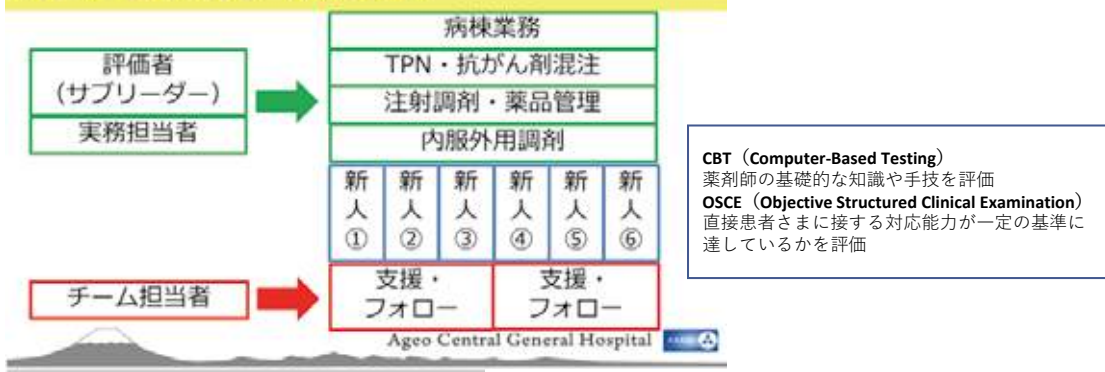 病棟業務
評価者
(サブリーダー)
実務担当者
TPN・抗がん剤混注
注射調剤・薬品管理
内服外用調剤
新人①
新人②
新人③
新人④
新人⑤
新人⑥
チーム担当者
支援・
フォロー
支援・
フォロー
Ageo Central General Hospital
CBT（Computer-Based Testing）
薬剤師の基礎的な知識や手技を評価
OSCE（Objective Structured Clinical Examination）
直接患者さまに接する対応能力が一定の基準に
達しているかを評価